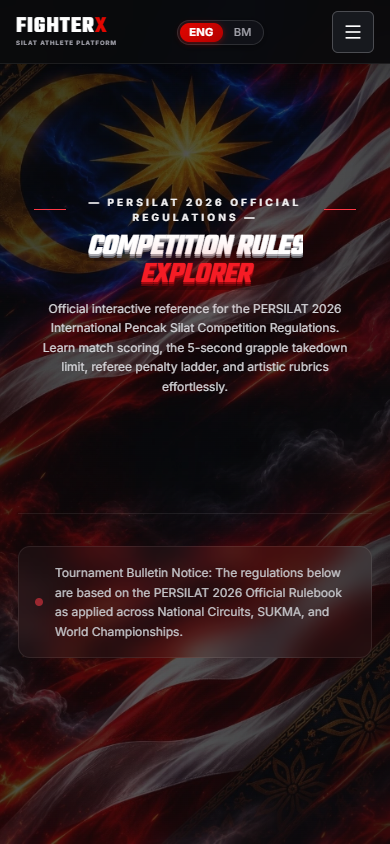 FIGHTERX
SILAT ATHLETE PLATFORM
ENG BM
— PERSILAT 2026 OFFICIAL
REGULATIONS —
COMPETITION RULES
EXPLORER
Official interactive reference for the PERSILAT 2026
International Pencak Silat Competition Regulations.
Learn match scoring, the 5-second grapple takedown
limit, referee penalty ladder, and artistic rubrics
effortlessly.
Tournament Bulletin Notice: The regulations below
are based on the PERSILAT 2026 Official Rulebook
as applied across National Circuits, SUKMA, and
World Championships.